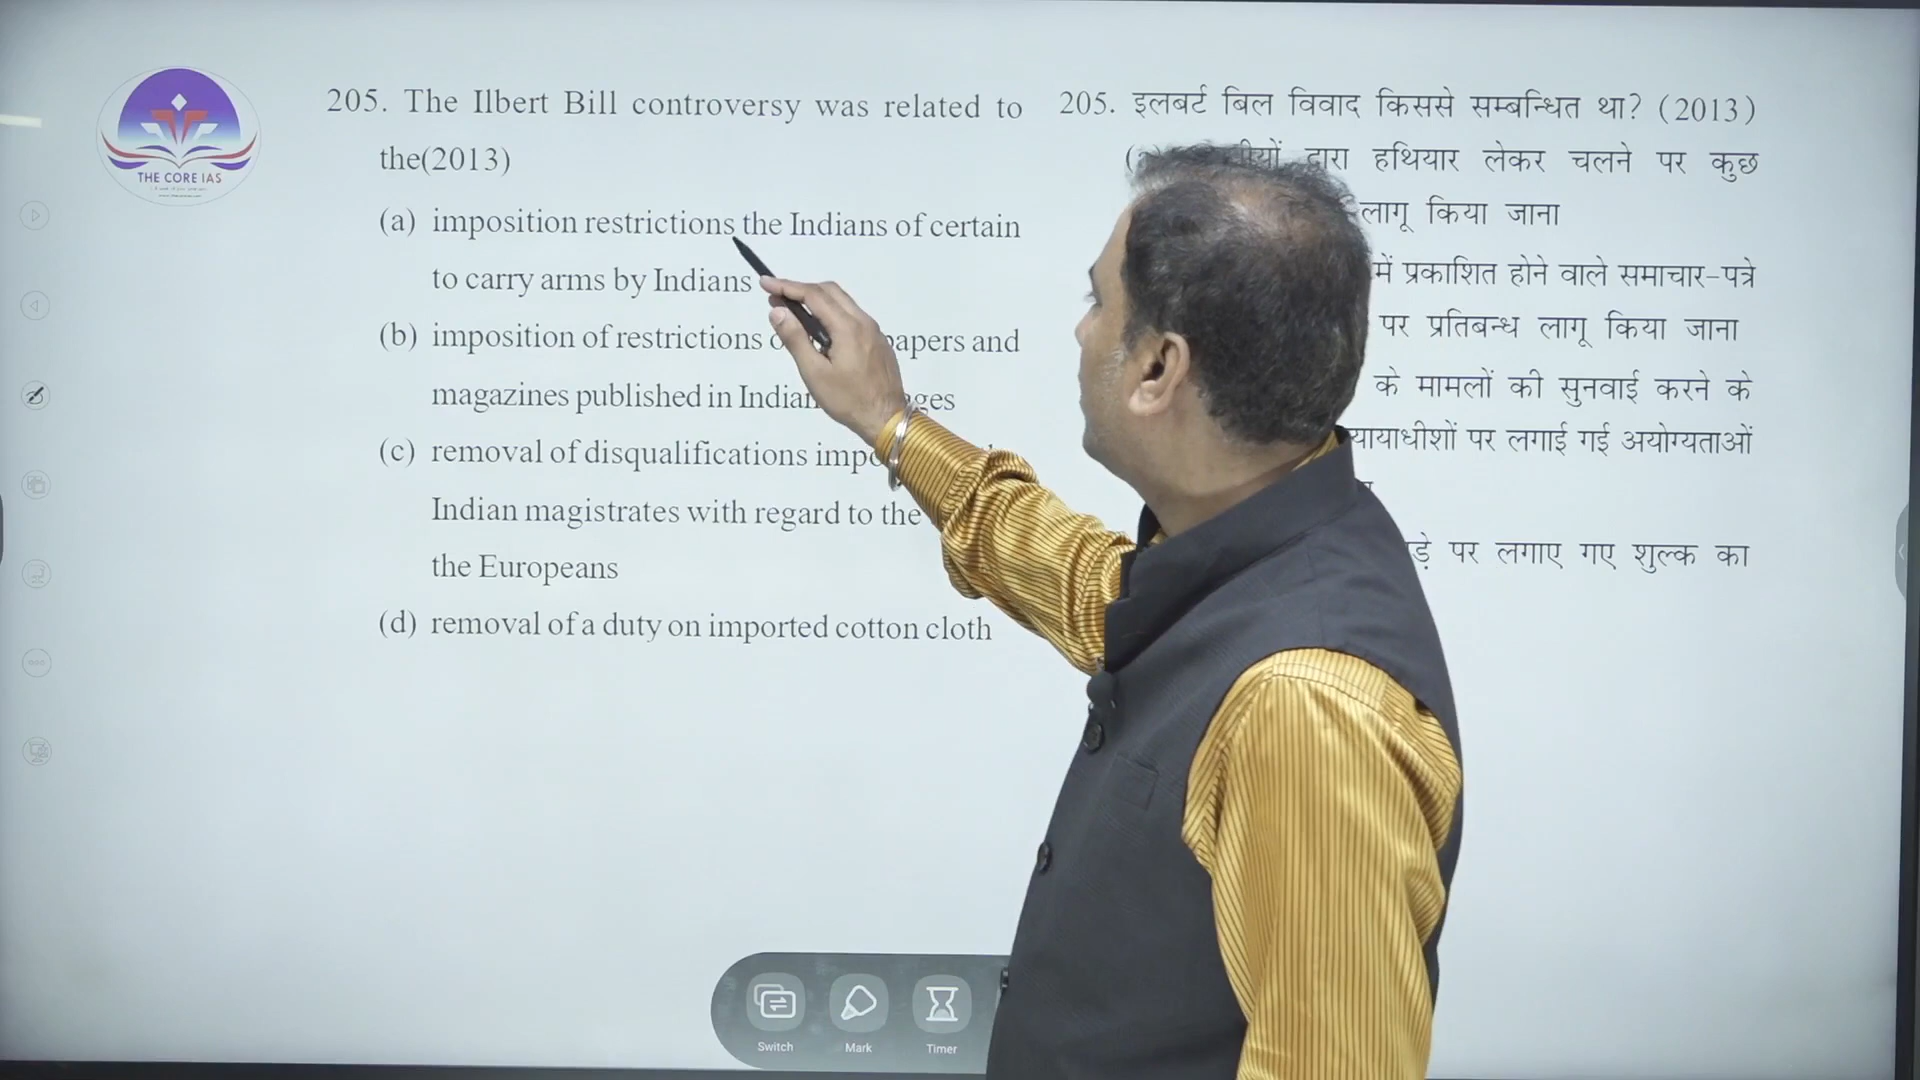 THE CORE IAS
205. The Ilbert Bill controversy was related to
the(2013)
(a) imposition restrictions the Indians of certain
to carry arms by Indians
(b) imposition of restrictions papers and
magazines published in Indian
(c) removal of disqualifications
Indian magistrates with regard to the
the Europeans
(d) removal of a duty on imported cotton cloth
205. इलबर्ट बिल विवाद किससे सम्बन्धित था? (2013)
द्वारा हथियार लेकर चलने पर कुछ
लागू किया जाना
में प्रकाशित होने वाले समाचार-पत्रे
पर प्रतिबन्ध लागू किया जाना
के मामलों की सुनवाई करने के
पर लगाई गई अयोग्यताओं
पर लगाए गए शुल्क का
Switch
Mark
Timer